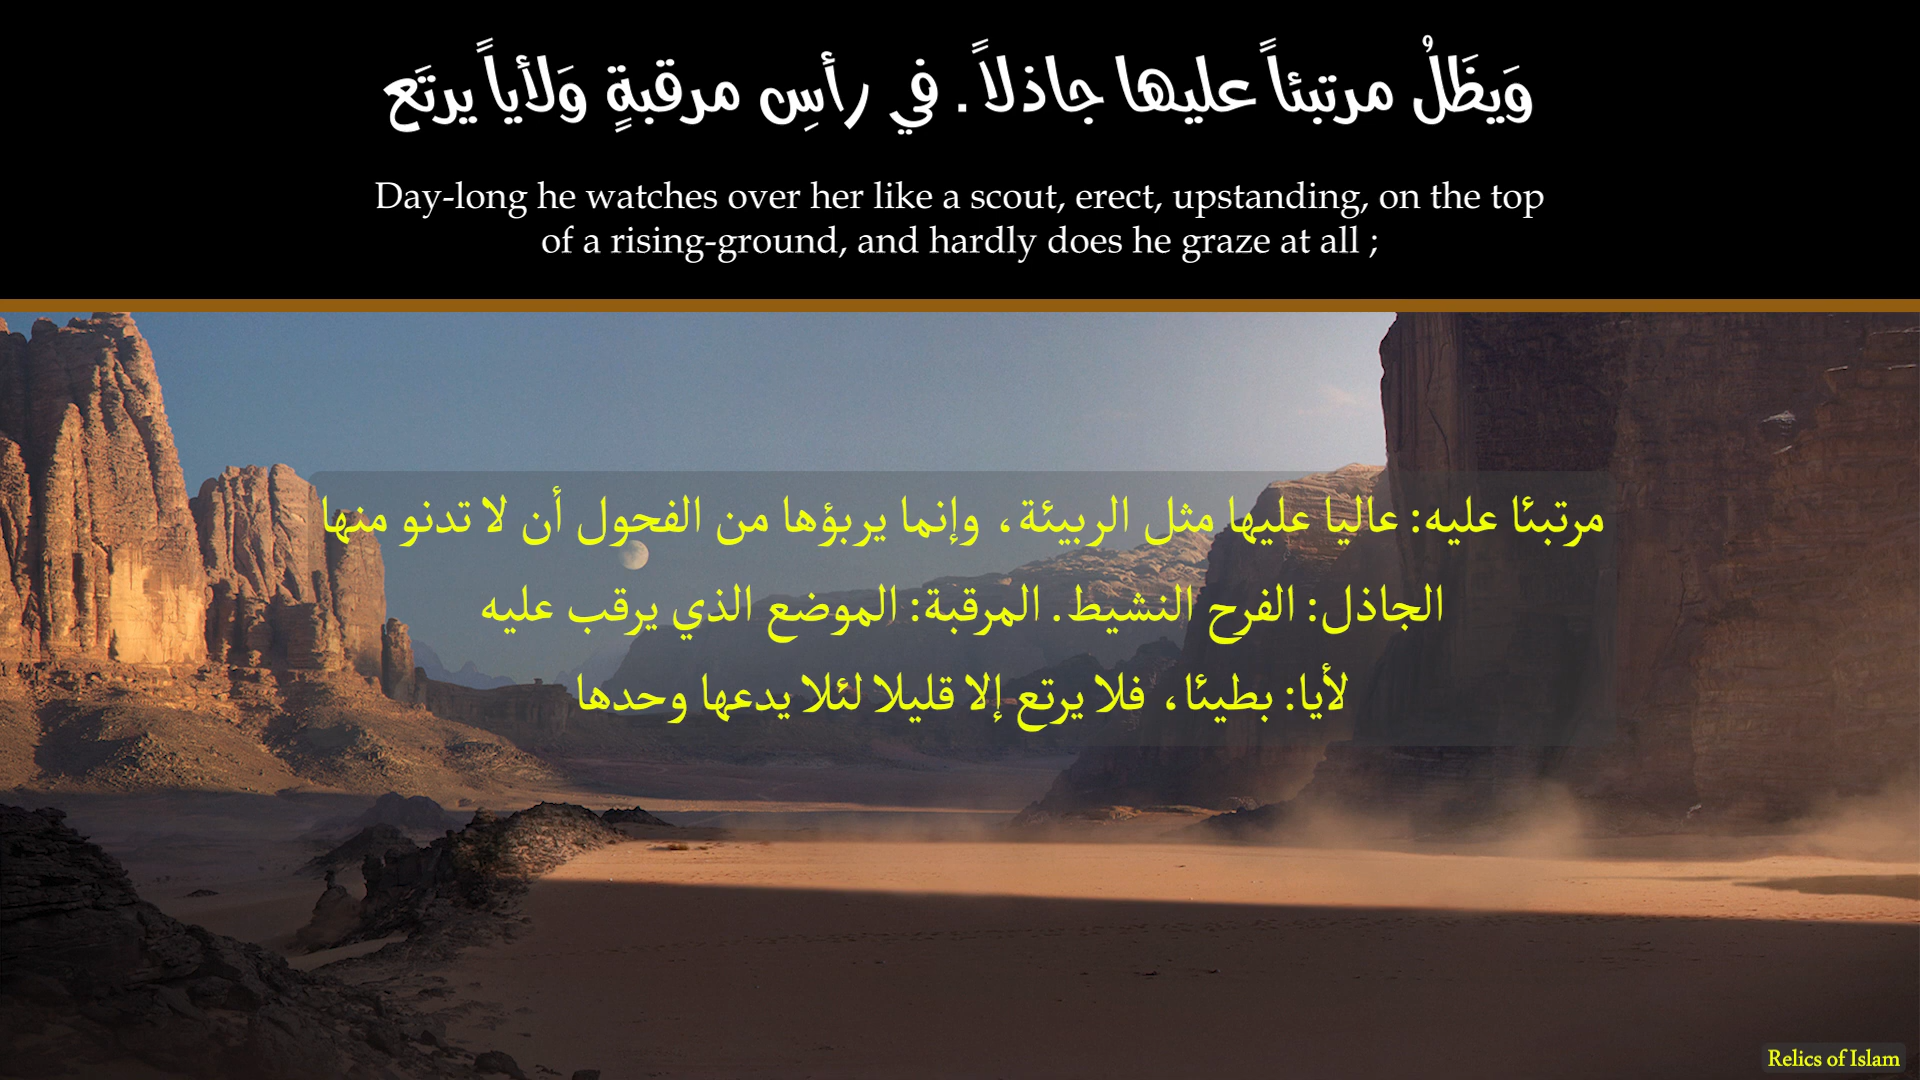 وَيظَلُ مرتبئاً عليها جاذلاً . في رأسِ مرقبةٍ وَلأياً يرتَع
Day-long he watches over her like a scout, erect, upstanding, on the top
of a rising-ground, and hardly does he graze at all ;
مرتبئا عليه: عاليا عليها مثل الربيئة، وإنما يربؤها من الفحول أن لا تدنو منها
الجاذل: الفرح النشيط. المرقبة: الموضع الذي يرقب عليه
لأيا: بطيئا، فلا يرتع إلا قليلا لئلا يدعها وحدها
Relics of Islam